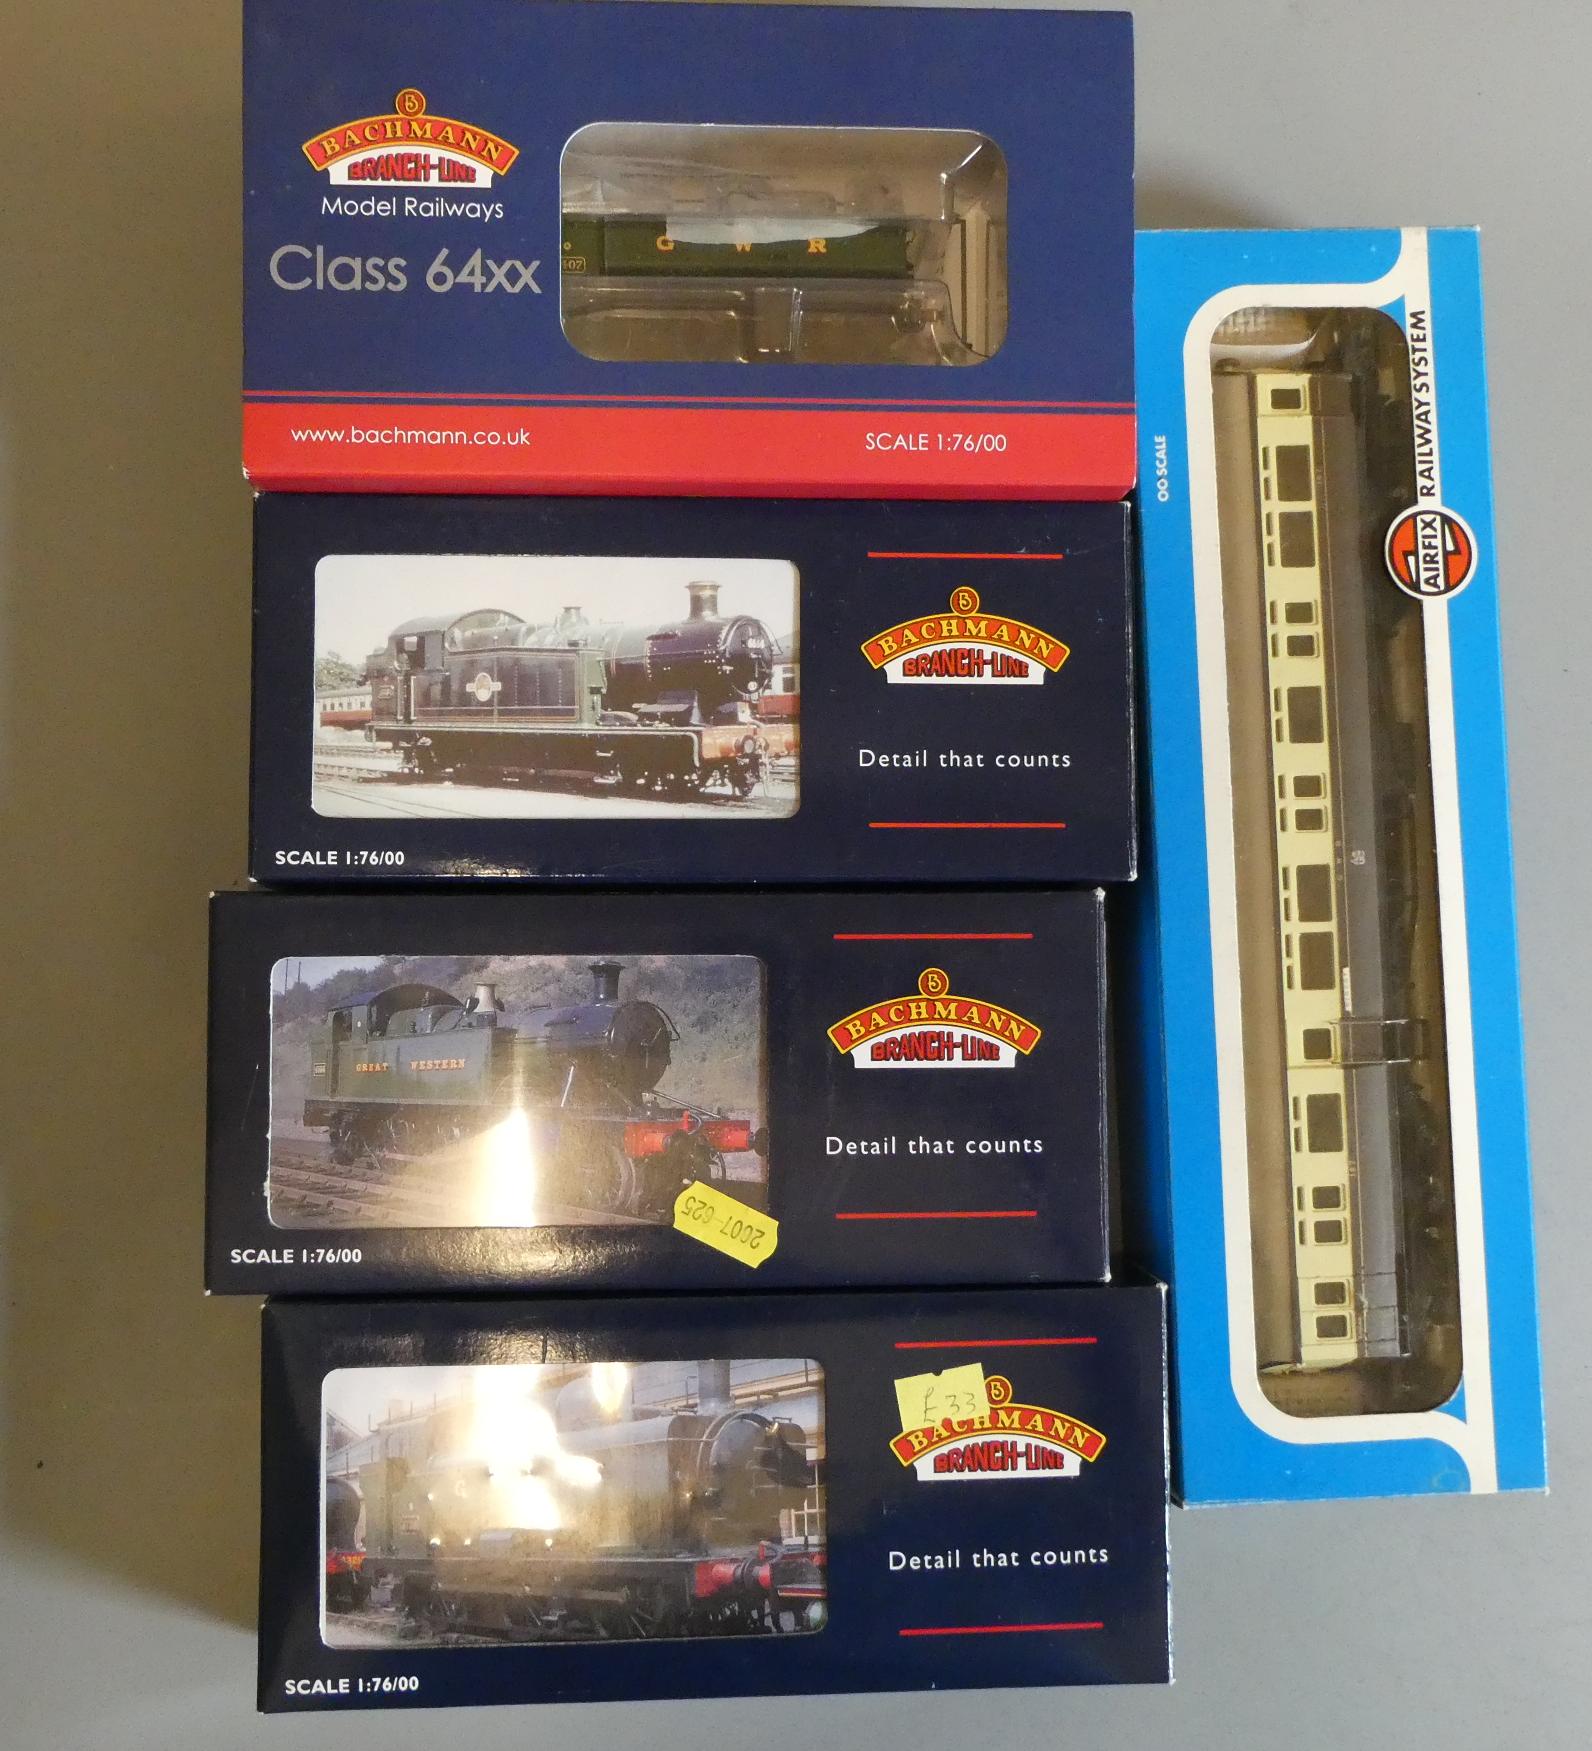 BACHMANN
BRANCH-LINE
Model Railways
Class 64xx
G W R
www.bachmann.co.uk
SCALE 1:76/00
BACHMANN
BRANCH-LINE
Detail that counts
SCALE 1:76/00
GREAT WESTERN
BACHMANN
BRANCH-LINE
Detail that counts
2007-625
SCALE 1:76/00
£33
BACHMANN
BRANCH-LINE
Detail that counts
SCALE 1:76/00
OO SCALE
AIRFIX RAILWAY SYSTEM